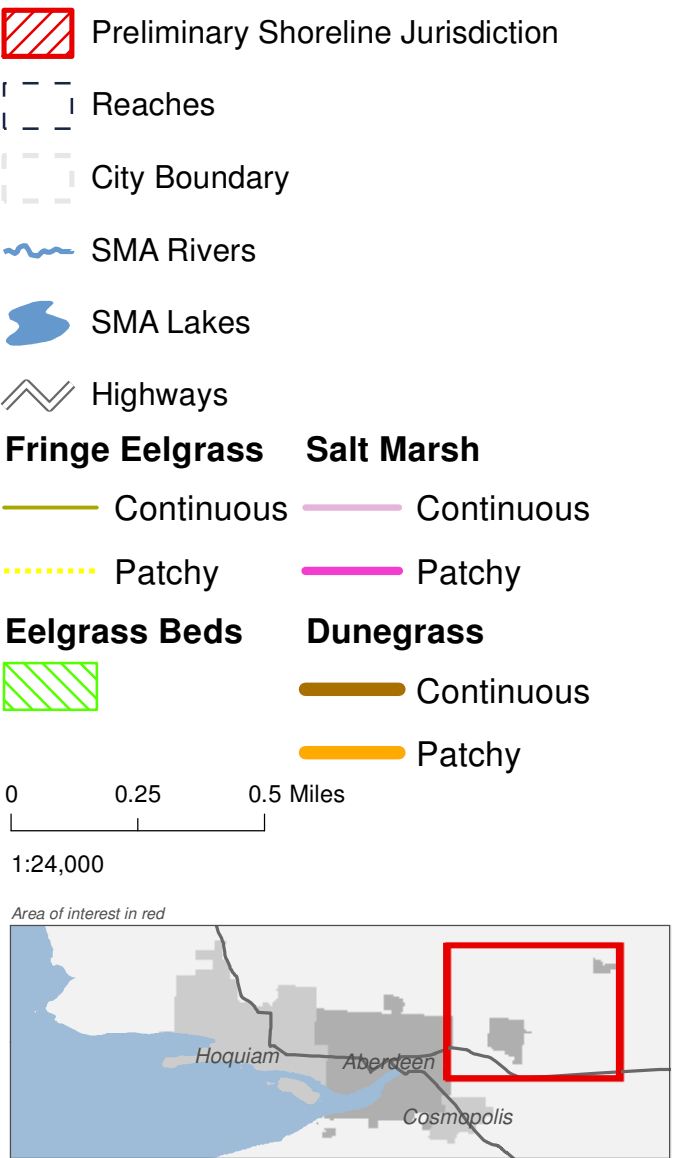 Preliminary Shoreline Jurisdiction
Reaches
City Boundary
SMA Rivers
SMA Lakes
Highways
Fringe Eelgrass
Continuous
Patchy
Salt Marsh
Continuous
Patchy
Eelgrass Beds
Dunegrass
Continuous
Patchy
0 0.25 0.5 Miles
1:24,000
Area of interest in red
Hoquiam
Aberdeen
Cosmopolis